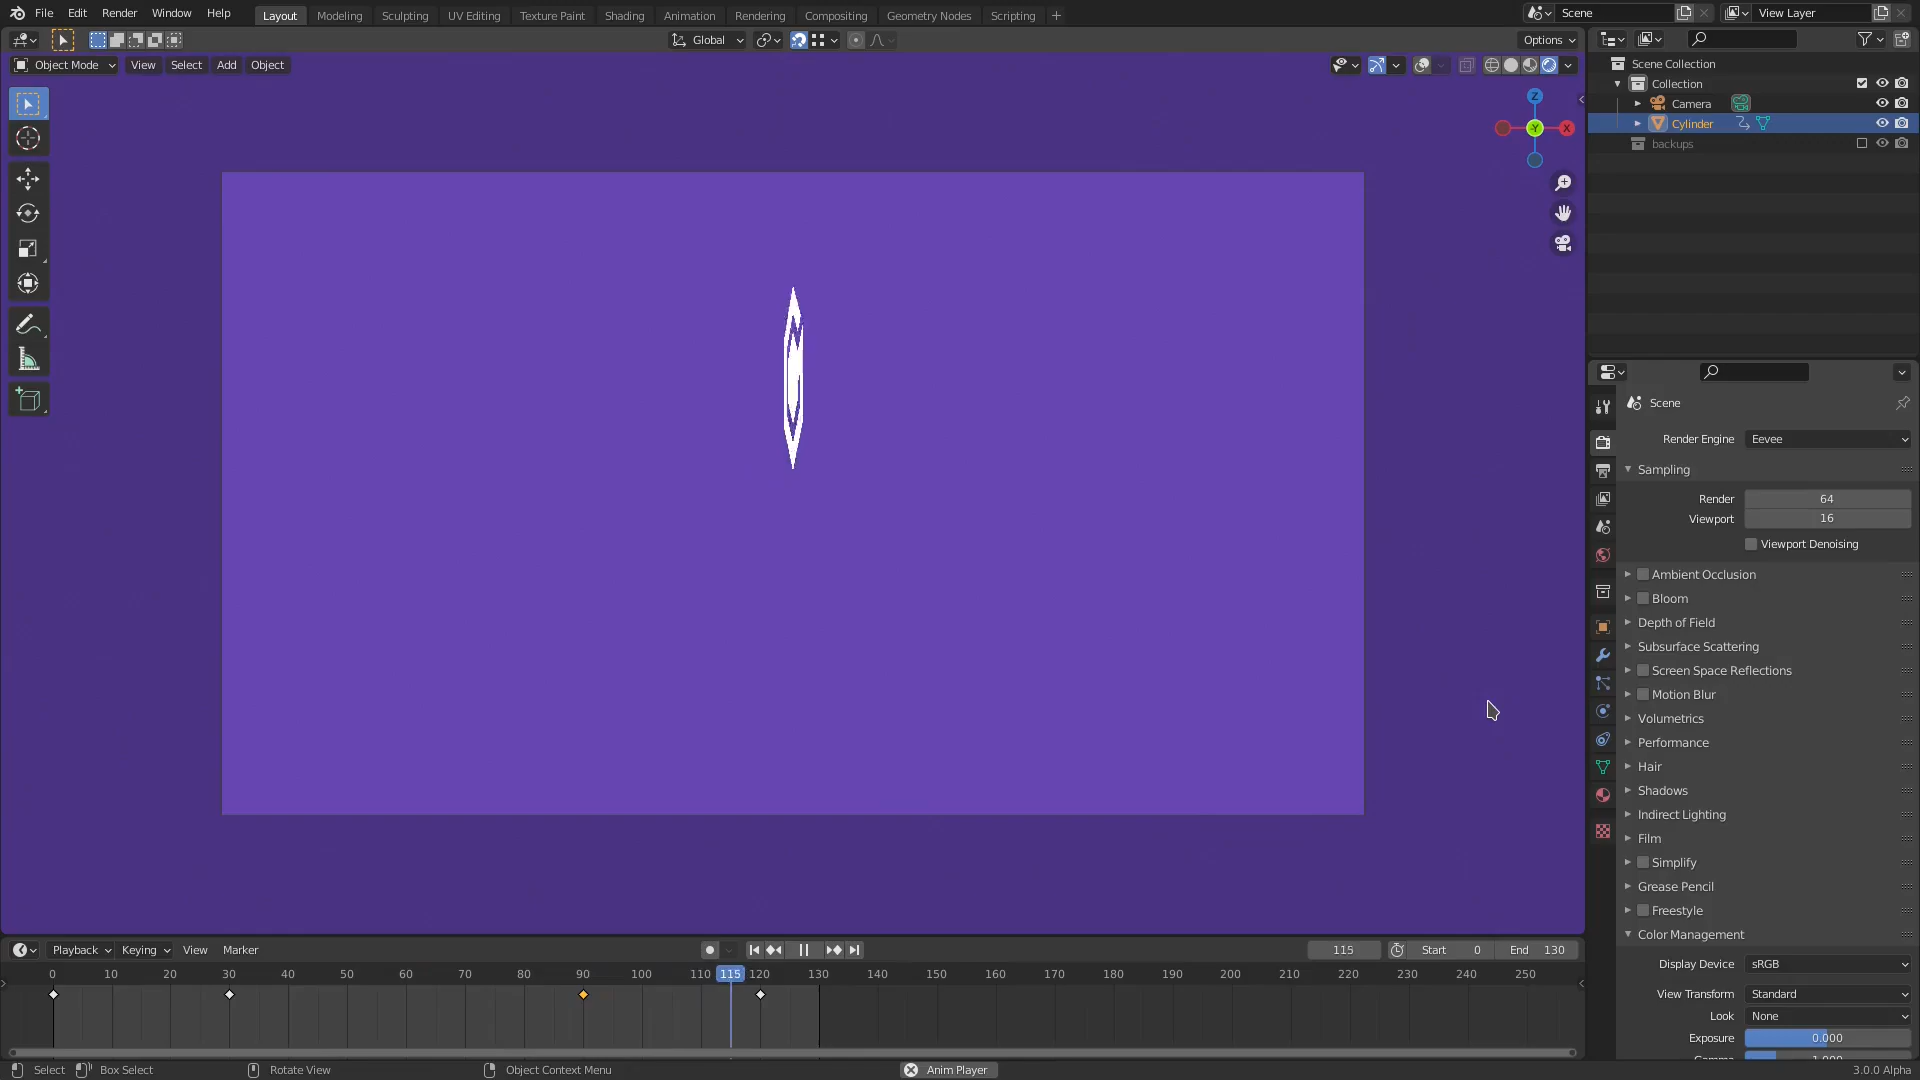 File Edit Render Window Help Layout Modeling Sculpting UV Editing Texture Paint Shading Animation Rendering Compositing Geometry Nodes Scripting + Scene View Layer
Global Options
Object Mode View Select Add Object
Z
Y X
Scene Collection
Collection
Camera
Cylinder
backups
Scene
Render Engine Eevee
Sampling
Render 64
Viewport 16
Viewport Denoising
Ambient Occlusion
Bloom
Depth of Field
Subsurface Scattering
Screen Space Reflections
Motion Blur
Volumetrics
Performance
Hair
Shadows
Indirect Lighting
Film
Simplify
Grease Pencil
Freestyle
Color Management
Display Device sRGB
View Transform Standard
Look None
Exposure 0.000
Playback Keying View Marker 115 Start 0 End 130
0 10 20 30 40 50 60 70 80 90 100 110 115 120 130 140 150 160 170 180 190 200 210 220 230 240 250
Select Box Select Rotate View Object Context Menu Anim Player 3.0.0 Alpha